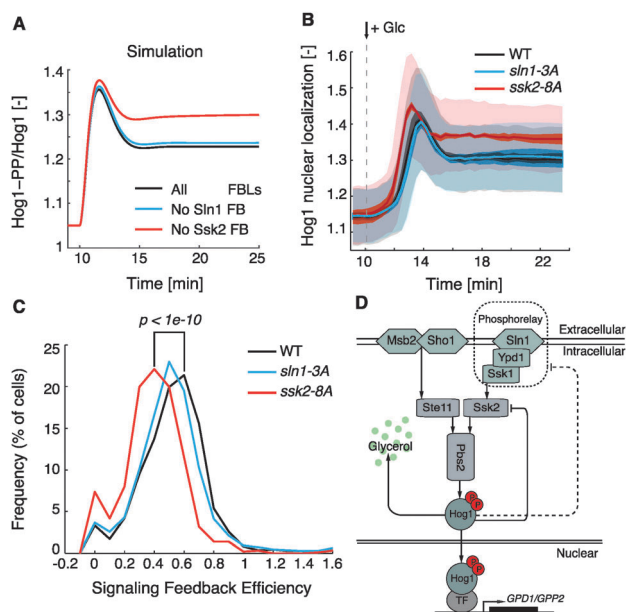 A
Simulation
Hog1-PP/Hog1 [-]
1.4
1.3
1.2
1.1
1
All FBLs
No Sln1 FB
No Ssk2 FB
10 15 20 25
Time [min]
B
+ Glc
Hog1 nuclear localization [-]
1.6
1.5
1.4
1.3
1.2
1.1
WT
sln1-3A
ssk2-8A
10 14 18 22
Time [min]
C
p < 1e-10
Frequency (% of cells)
25
20
15
10
5
0
WT
sln1-3A
ssk2-8A
-0.2 0 0.2 0.4 0.6 0.8 1.0 1.2 1.4 1.6
Signaling Feedback Efficiency
D
Phosphorelay
Msb2 Sho1 Sln1 Extracellular
Ypd1 Intracellular
Ssk1
Ste11 Ssk2
Glycerol
Pbs2
P
P
Hog1
Nuclear
P
P
Hog1
TF
GPD1/GPP2